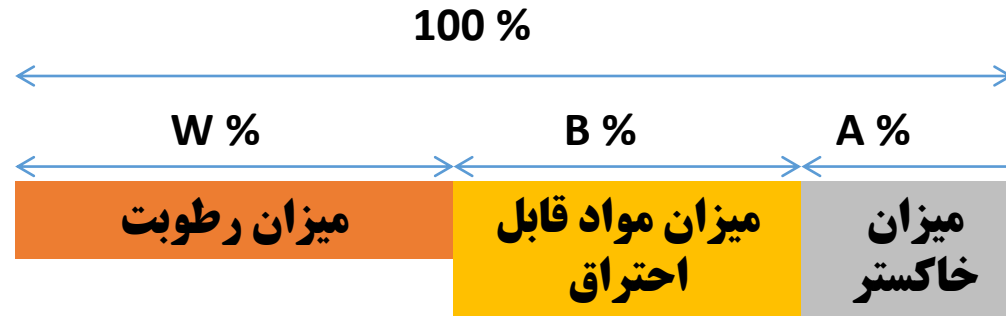 100 %
W %
B %
A %
میزان رطوبت
میزان مواد قابل
احتراق
میزان
خاکستر